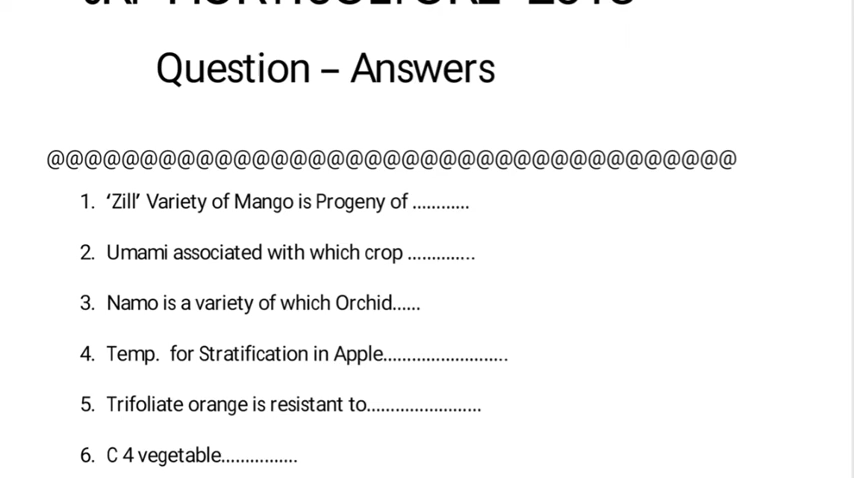 Question – Answers
@@@@@@@@@@@@@@@@@@@@@@@@@@@@@@@@@@@@@
1. ‘Zill’ Variety of Mango is Progeny of ............
2. Umami associated with which crop ..............
3. Namo is a variety of which Orchid......
4. Temp. for Stratification in Apple..........................
5. Trifoliate orange is resistant to........................
6. C 4 vegetable................